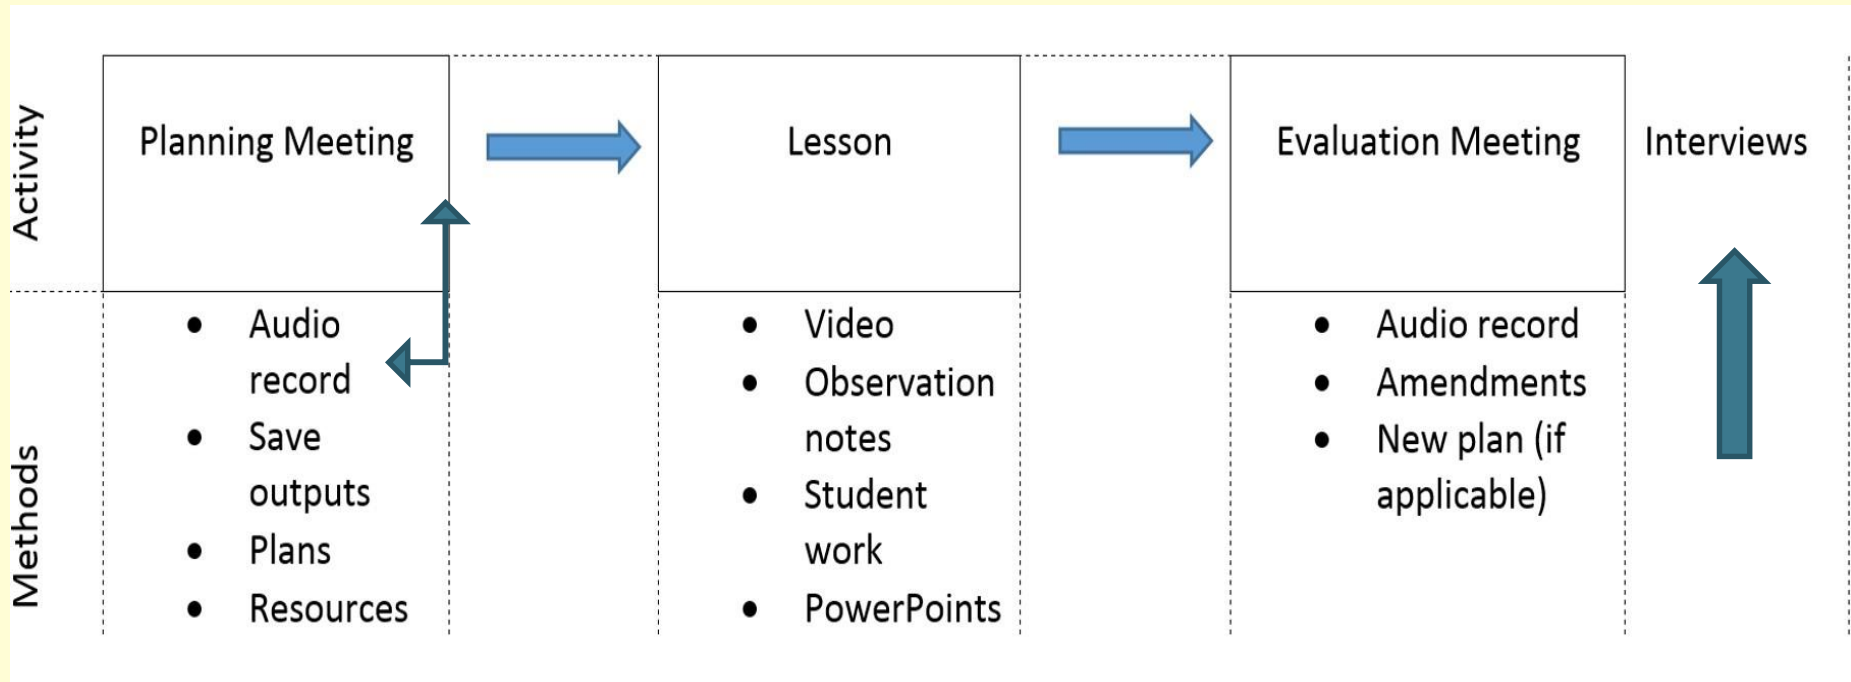 Activity
Planning Meeting
Lesson
Evaluation Meeting
Interviews
Methods
• Audio
record
• Save
outputs
• Plans
• Resources
• Video
• Observation
notes
• Student
work
• PowerPoints
• Audio record
• Amendments
• New plan (if
applicable)